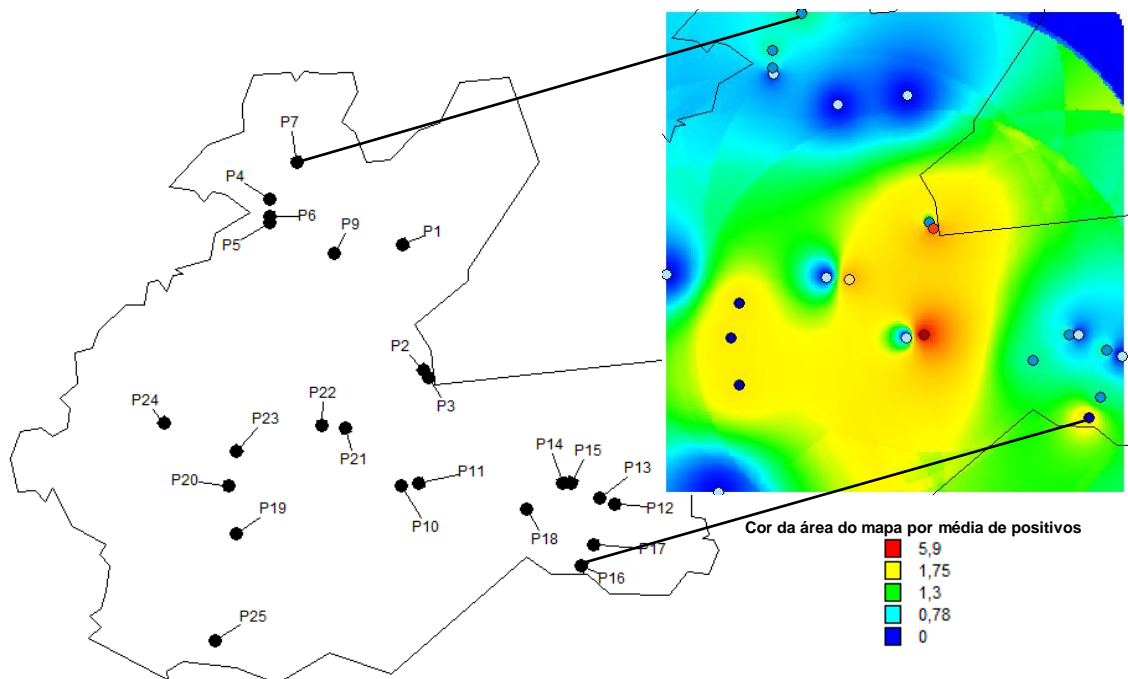 P7
P4
P6
P5
P9
P1
P2
P3
P24
P23
P22
P21
P20
P19
P11
P10
P14
P15
P13
P12
P18
P17
P16
P25
Cor da área do mapa por média de positivos
5,9
1,75
1,3
0,78
0